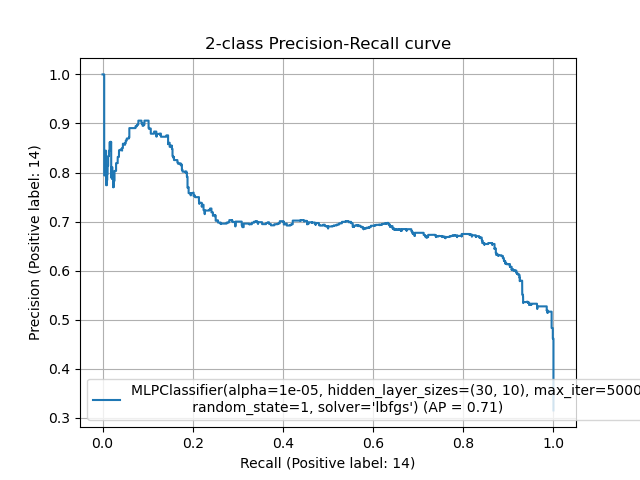 2-class Precision-Recall curve
Precision (Positive label: 14)
1.0
0.9
0.8
0.7
0.6
0.5
0.4
0.3
MLPClassifier(alpha=1e-05, hidden_layer_sizes=(30, 10), max_iter=5000
random_state=1, solver='lbfgs') (AP = 0.71)
0.0 0.2 0.4 0.6 0.8 1.0
Recall (Positive label: 14)